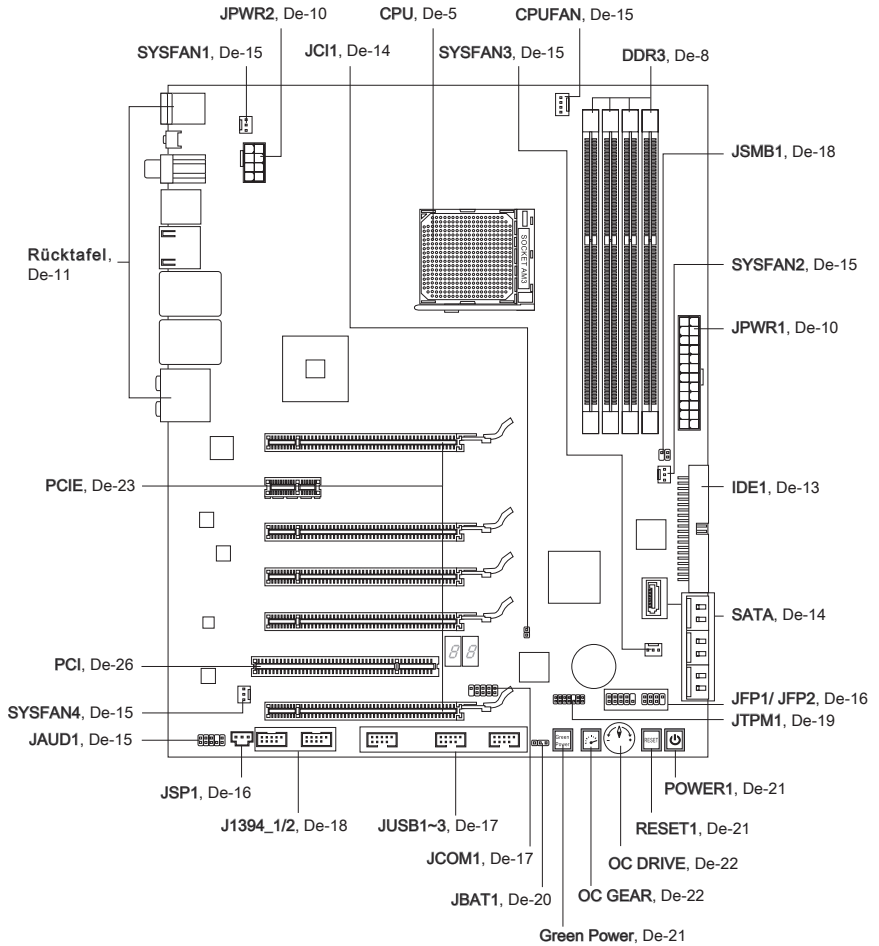 JPWR2, De-10
CPU, De-5
CPUFAN, De-15
SYSFAN1, De-15
JCI1, De-14
SYSFAN3, De-15
DDR3, De-8
JSMB1, De-18
SOCKET AM3
Rücktafel,
De-11
SYSFAN2, De-15
JPWR1, De-10
PCIE, De-23
IDE1, De-13
SATA, De-14
PCI, De-26
8 8
JFP1/ JFP2, De-16
SYSFAN4, De-15
JTPM1, De-19
JAUD1, De-15
Green
Power
RESET
JSP1, De-16
POWER1, De-21
J1394_1/2, De-18
JUSB1~3, De-17
RESET1, De-21
JCOM1, De-17
OC DRIVE, De-22
JBAT1, De-20
OC GEAR, De-22
Green Power, De-21